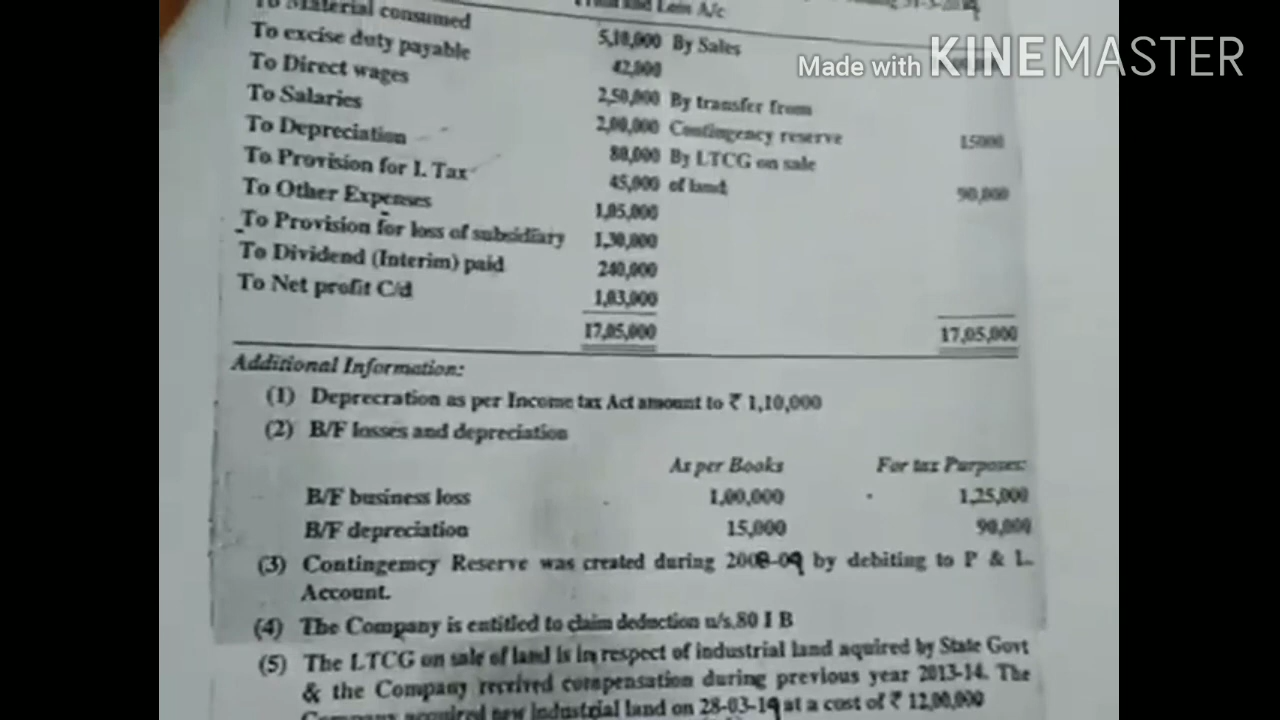 To Material consumed 5,10,000 By Sales
To excise duty payable 42,000
To Direct wages 2,50,000 By transfer from
To Salaries 2,00,000 Contingency reserve 15000
To Depreciation 80,000 By LTCG on sale
To Provision for I. Tax 45,000 of land 90,000
To Other Expenses 1,05,000
To Provision for loss of subsidiary 1,30,000
To Dividend (Interim) paid 240,000
To Net profit C/d 1,03,000
17,05,000 17,05,000
Made with KINEMASTER
Additional Information:
(1) Deprecration as per Income tax Act amount to ₹ 1,10,000
(2) B/F losses and depreciation
As per Books For tax Purposes:
B/F business loss 1,00,000 1,25,000
B/F depreciation 15,000 90,000
(3) Contingemcy Reserve was created during 2008-09 by debiting to P & L
Account.
(4) The Company is entitled to claim deduction u/s.80 I B
(5) The LTCG on sale of land is in respect of industrial land aquired by State Govt
& the Company received compensation during previous year 2013-14. The
Company acquired new industrial land on 28-03-19 at a cost of ₹ 12,00,000